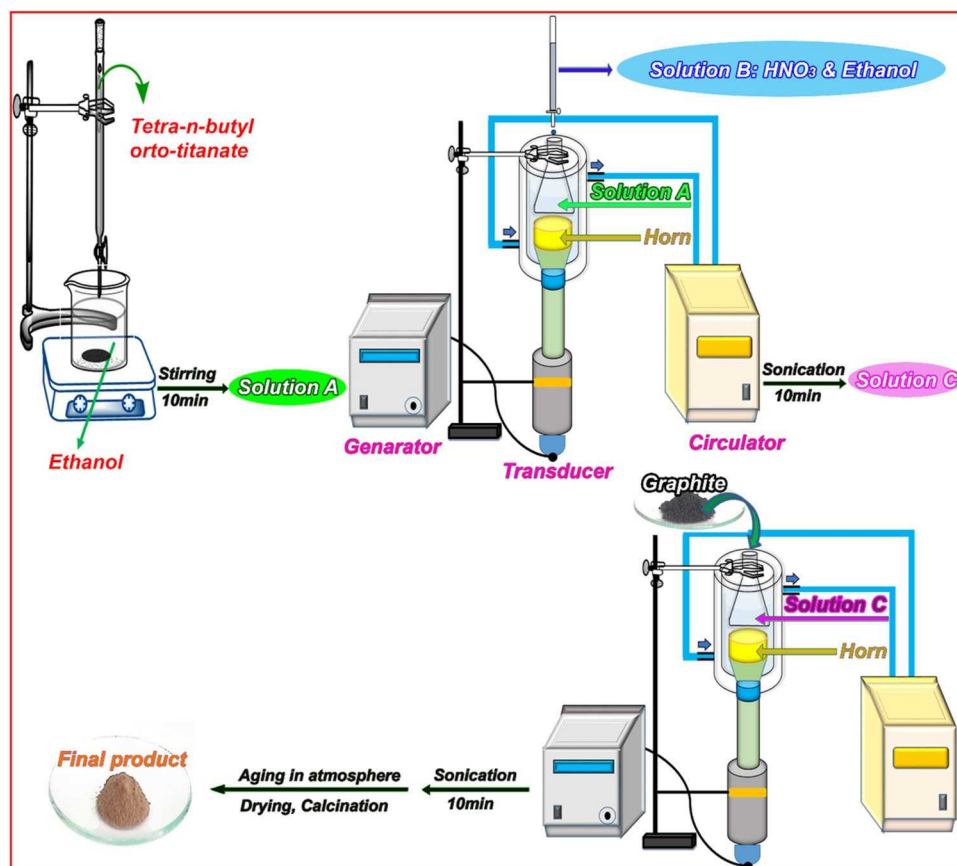 Solution B: HNO₃ & Ethanol
Tetra-n-butyl
orto-titanate
Solution A
Horn
Stirring
10min
Solution A
Sonication
10min
Solution C
Ethanol
Genarator
Transducer
Circulator
Graphite
Solution C
Horn
Final product
Aging in atmosphere
Drying, Calcination
Sonication
10min